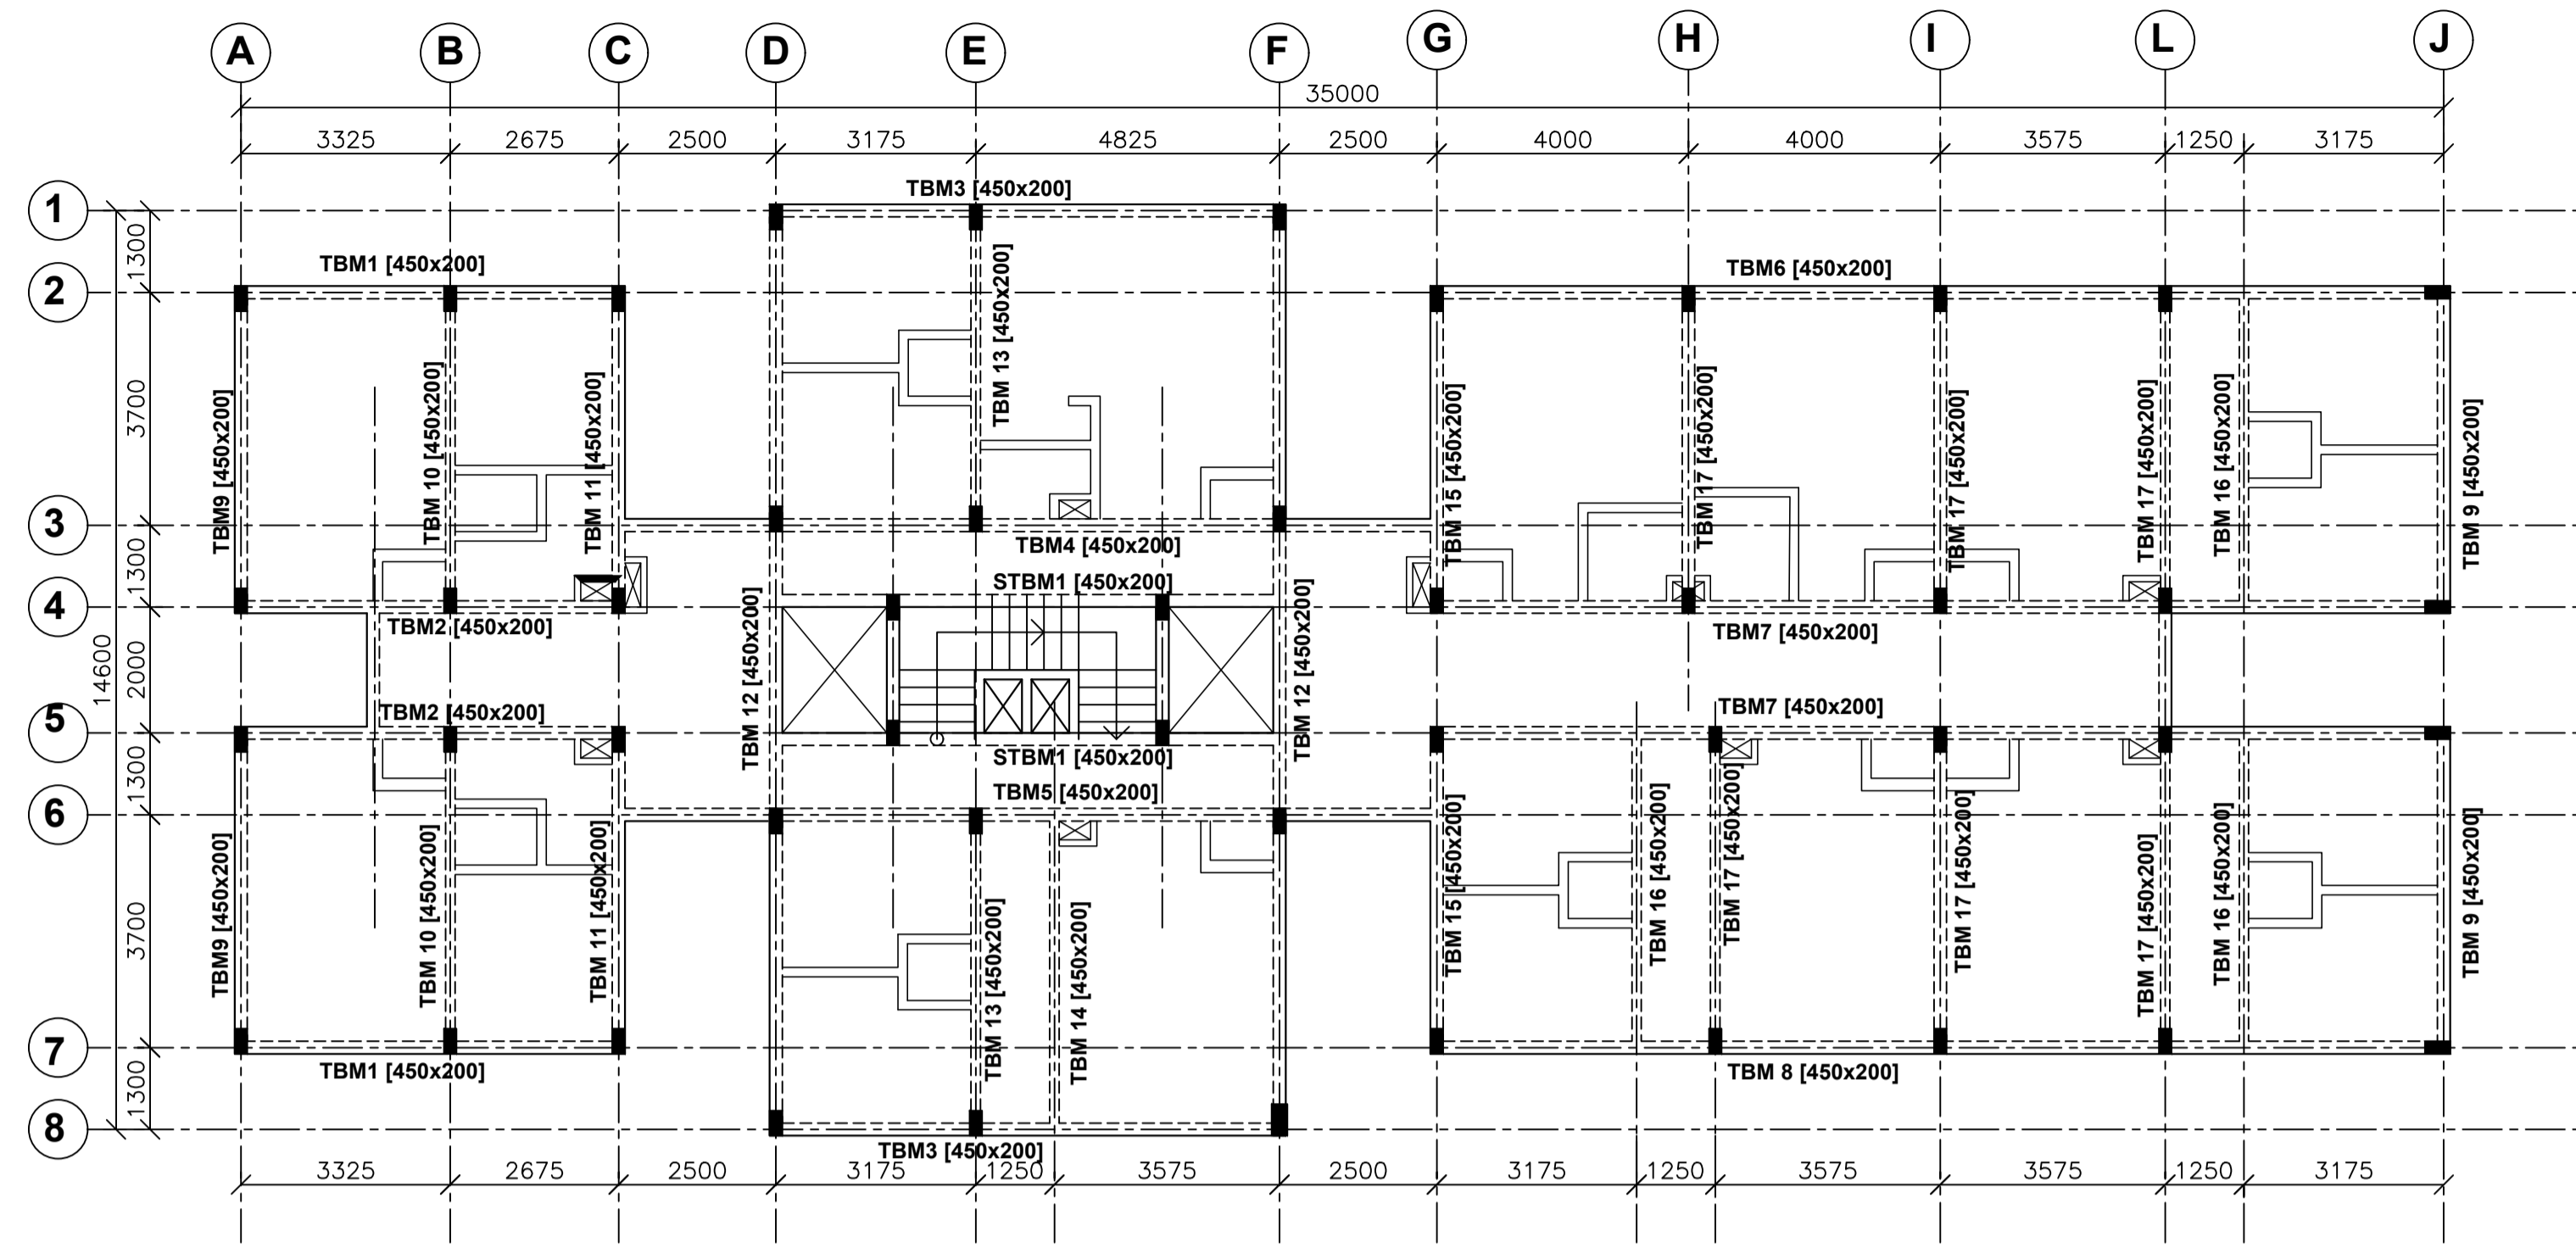 A B C D E F G H I L J
35000
3325 2675 2500 3175 4825 2500 4000 4000 3575 1250 3175
1
TBM3 [450x200]
1300
TBM1 [450x200]
TBM6 [450x200]
2
3700
TBM9 [450x200]
TBM 10 [450x200]
TBM 11 [450x200]
TBM 13 [450x200]
TBM 15 [450x200]
TBM 17 [450x200]
TBM 17 [450x200]
TBM 17 [450x200]
TBM 16 [450x200]
TBM 9 [450x200]
3
TBM4 [450x200]
1300
STBM1 [450x200]
4
TBM2 [450x200]
TBM7 [450x200]
14600
2000
TBM 12 [450x200]
TBM 12 [450x200]
TBM2 [450x200]
TBM7 [450x200]
5
STBM1 [450x200]
1300
TBM5 [450x200]
6
TBM9 [450x200]
TBM 10 [450x200]
TBM 11 [450x200]
TBM 13 [450x200]
TBM 14 [450x200]
TBM 15 [450x200]
TBM 16 [450x200]
TBM 17 [450x200]
TBM 17 [450x200]
TBM 17 [450x200]
TBM 16 [450x200]
TBM 9 [450x200]
3700
7
TBM1 [450x200]
TBM 8 [450x200]
1300
8
TBM3 [450x200]
3325 2675 2500 3175 1250 3575 2500 3175 1250 3575 3575 1250 3175